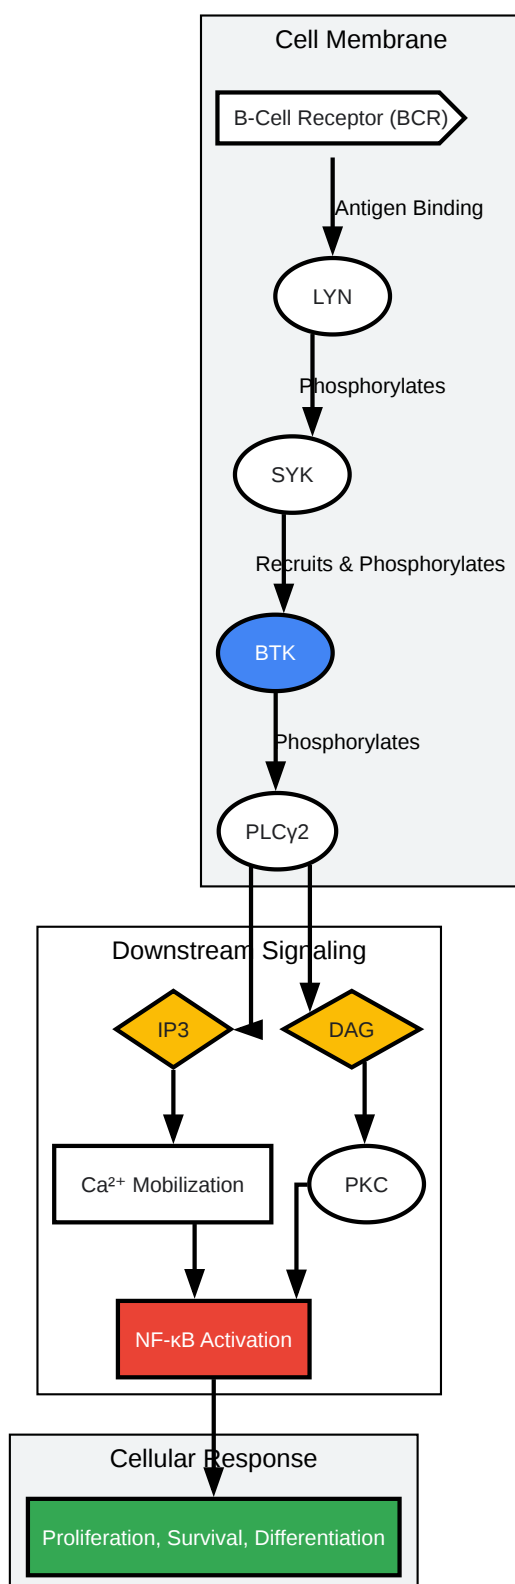 Cell Membrane
B-Cell Receptor (BCR)
Antigen Binding
LYN
Phosphorylates
SYK
Recruits & Phosphorylates
BTK
Phosphorylates
PLCγ2
Downstream Signaling
IP3
DAG
Ca²⁺ Mobilization
PKC
NF-κB Activation
Cellular Response
Proliferation, Survival, Differentiation